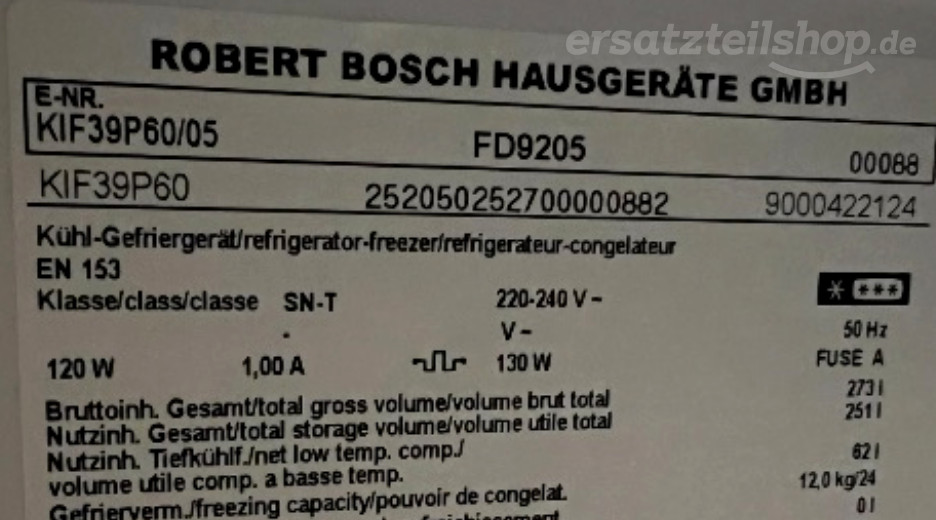 ersatzteilshop.de
ROBERT BOSCH HAUSGERÄTE GMBH
E-NR.
KIF39P60/05 FD9205 00088
KIF39P60 252050252700000882 9000422124
Kühl-Gefriergerät/refrigerator-freezer/refrigerateur-congelateur
EN 153
Klasse/class/classe SN-T 220-240 V~
. V~ 50 Hz
120 W 1,00 A 130 W FUSE A
Bruttoinh. Gesamt/total gross volume/volume brut total 273 l
Nutzinh. Gesamt/total storage volume/volume utile total 251 l
Nutzinh. Tiefkühlf./net low temp. comp./ 62 l
volume utile comp. a basse temp.
Gefrierverm./freezing capacity/pouvoir de congelat. 12,0 kg/24
0 l